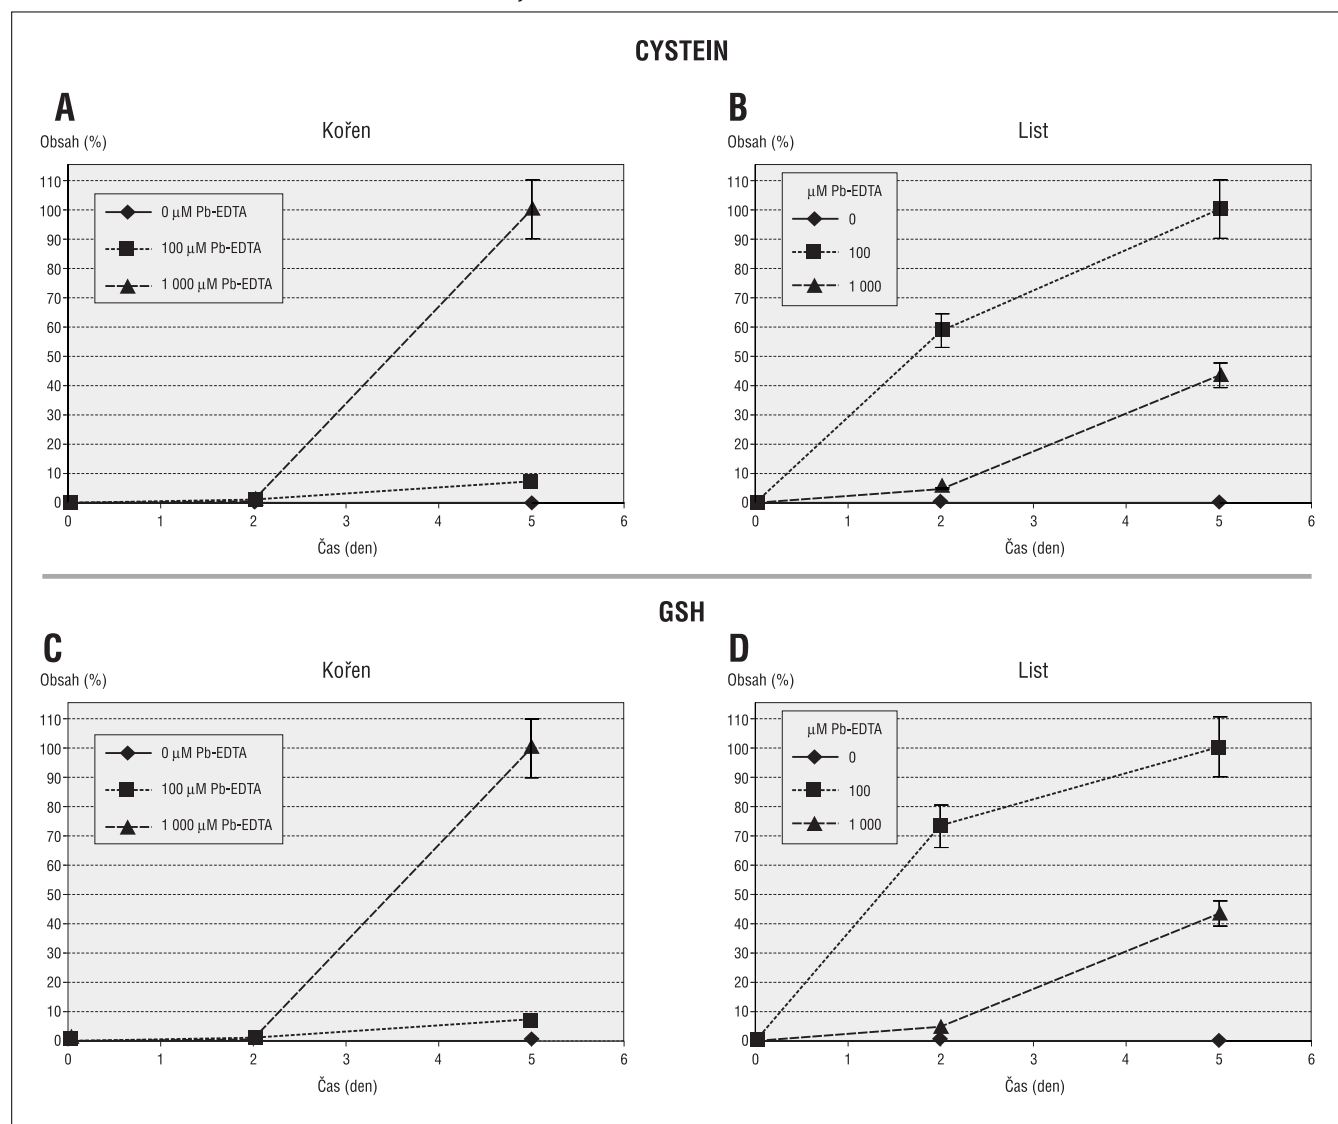 CYSTEIN
A
Obsah (%)
Kořen
110
100
90
80
70
60
50
40
30
20
10
0
0 µM Pb-EDTA
100 µM Pb-EDTA
1 000 µM Pb-EDTA
0 1 2 3 4 5 6
Čas (den)
B
Obsah (%)
List
110
100
90
80
70
60
50
40
30
20
10
0
µM Pb-EDTA
0
100
1 000
0 1 2 3 4 5 6
Čas (den)
GSH
C
Obsah (%)
Kořen
110
100
90
80
70
60
50
40
30
20
10
0
0 µM Pb-EDTA
100 µM Pb-EDTA
1 000 µM Pb-EDTA
0 1 2 3 4 5 6
Čas (den)
D
Obsah (%)
List
110
100
90
80
70
60
50
40
30
20
10
0
µM Pb-EDTA
0
100
1 000
0 1 2 3 4 5 6
Čas (den)